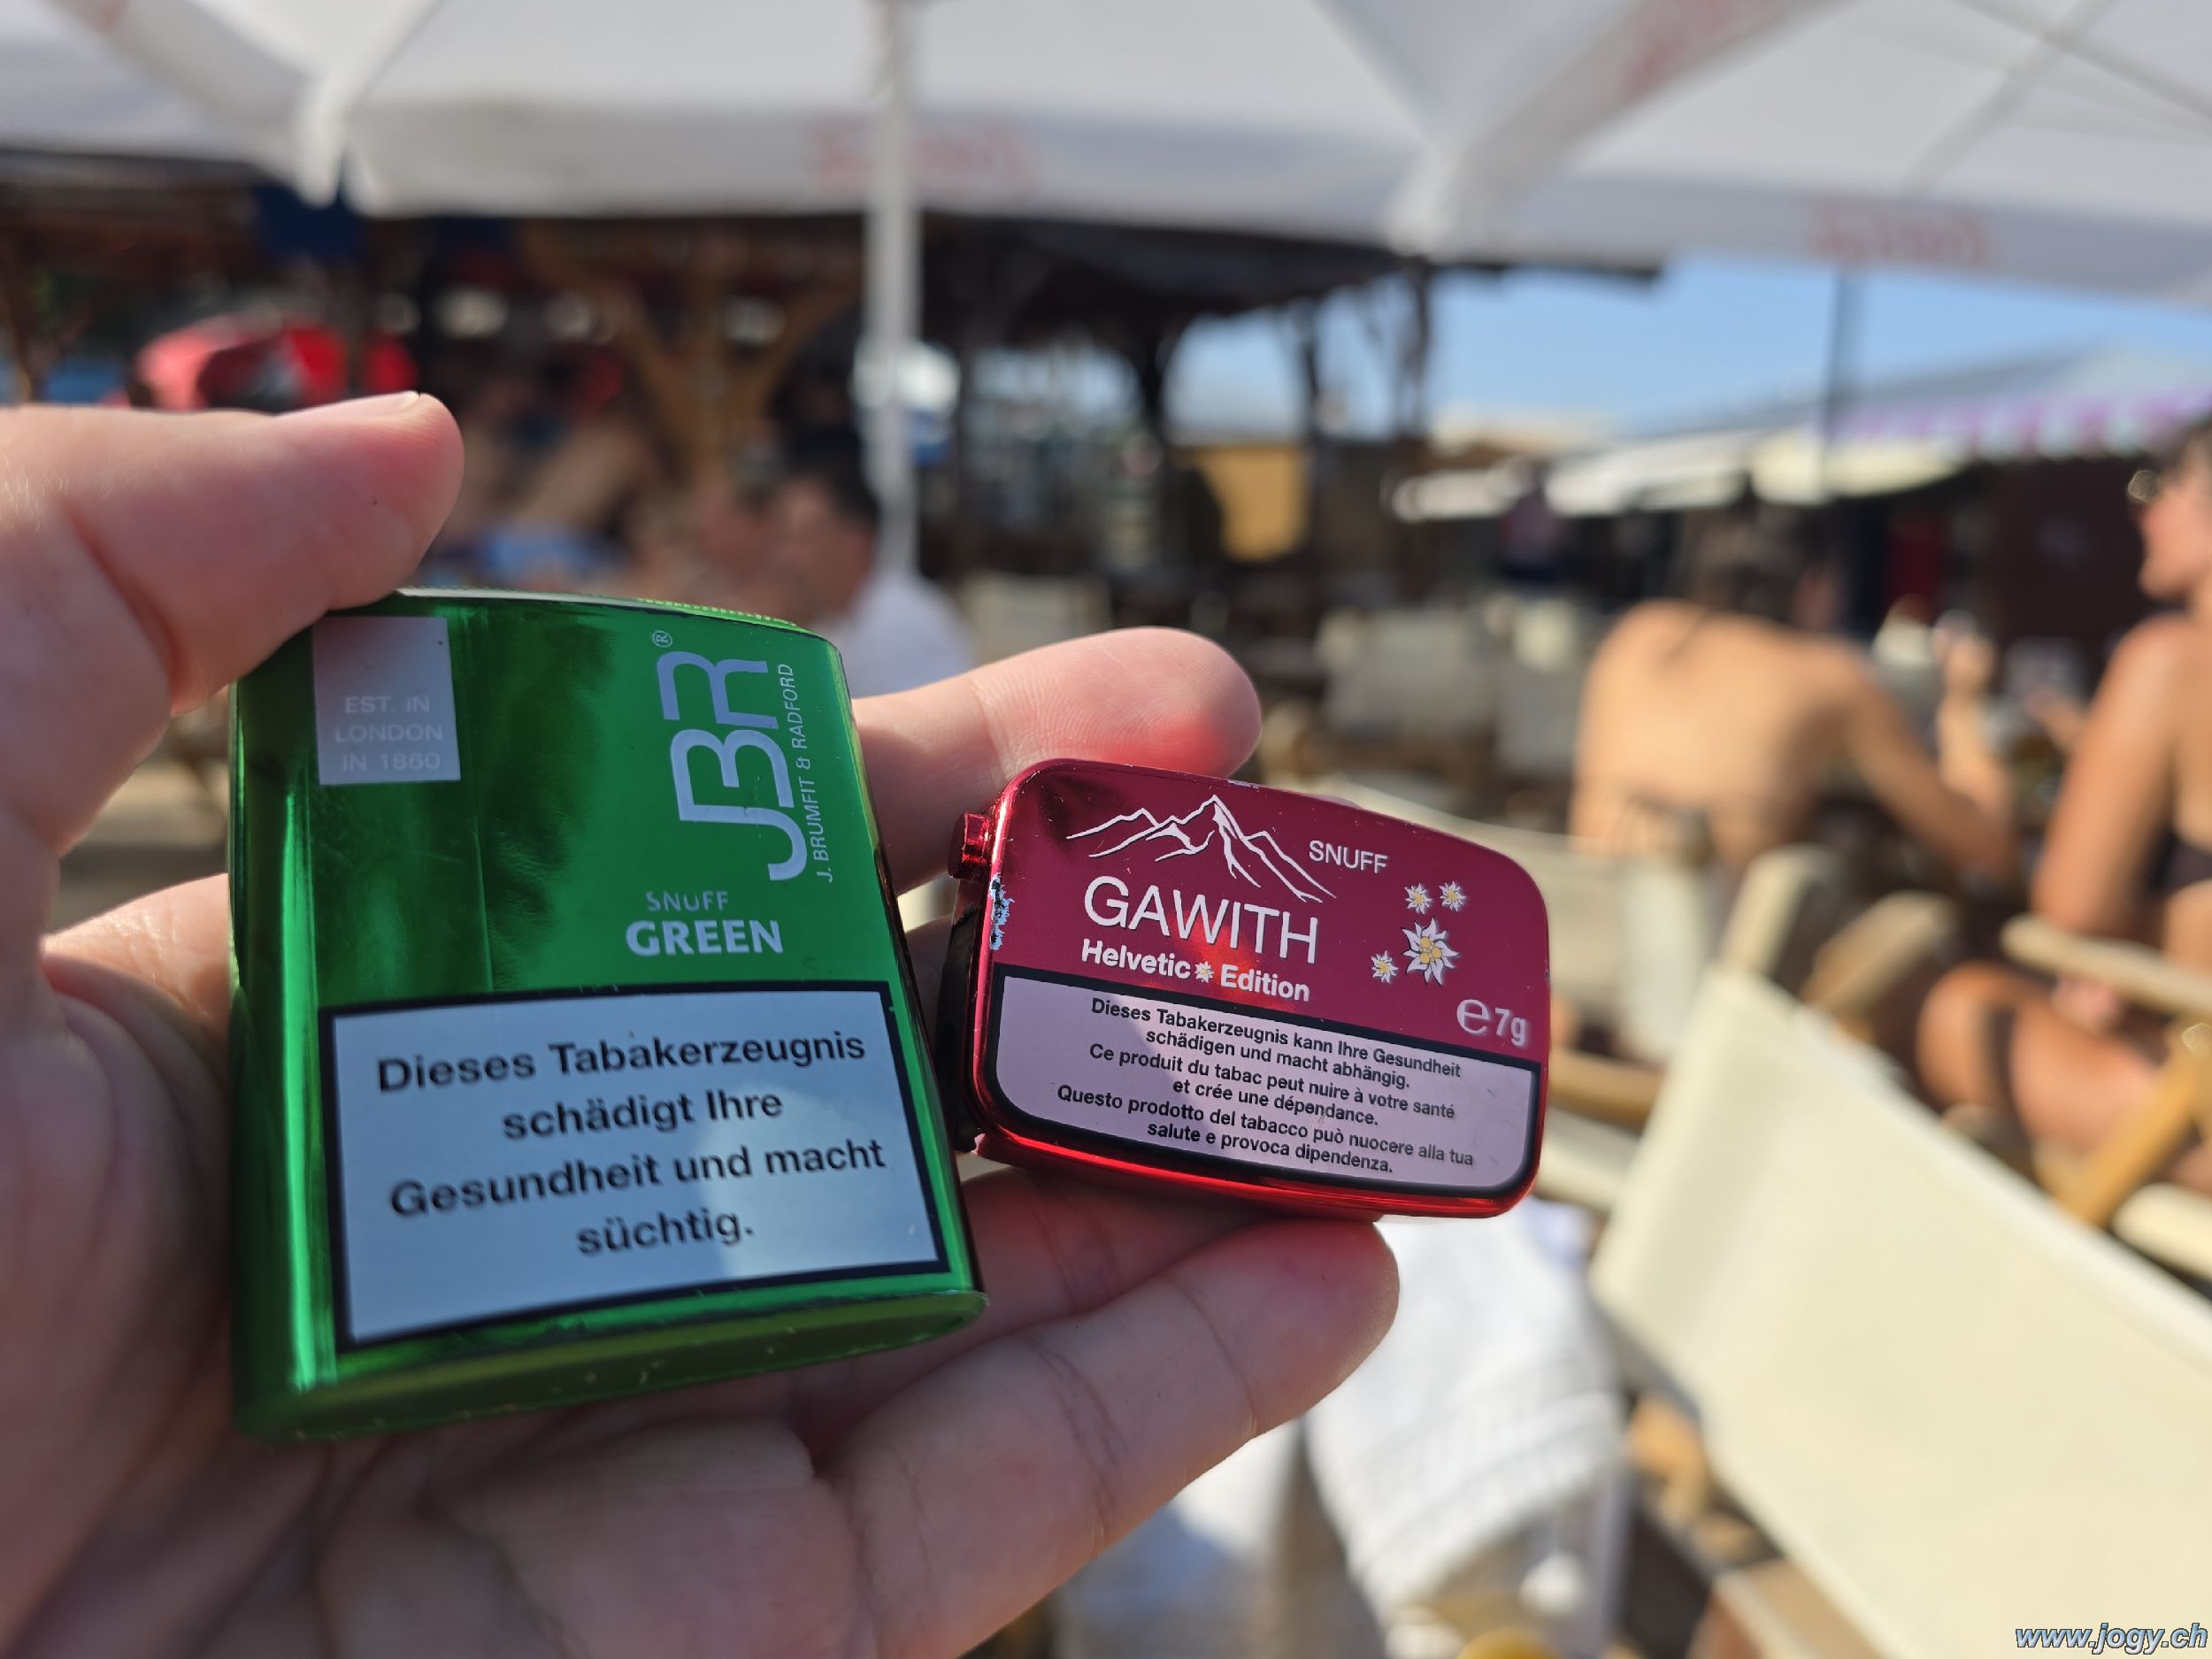 EST. IN
LONDON
IN 1860
JBR®
J. BRUMFIT & RADFORD
SNUFF
GREEN
Dieses Tabakerzeugnis
schädigt Ihre
Gesundheit und macht
süchtig.
SNUFF
GAWITH
Helvetic Edition
e 7g
Dieses Tabakerzeugnis kann Ihre Gesundheit
schädigen und macht abhängig.
Ce produit du tabac peut nuire à votre santé
et crée une dépendance.
Questo prodotto del tabacco può nuocere alla tua
salute e provoca dipendenza.
www.jogy.ch